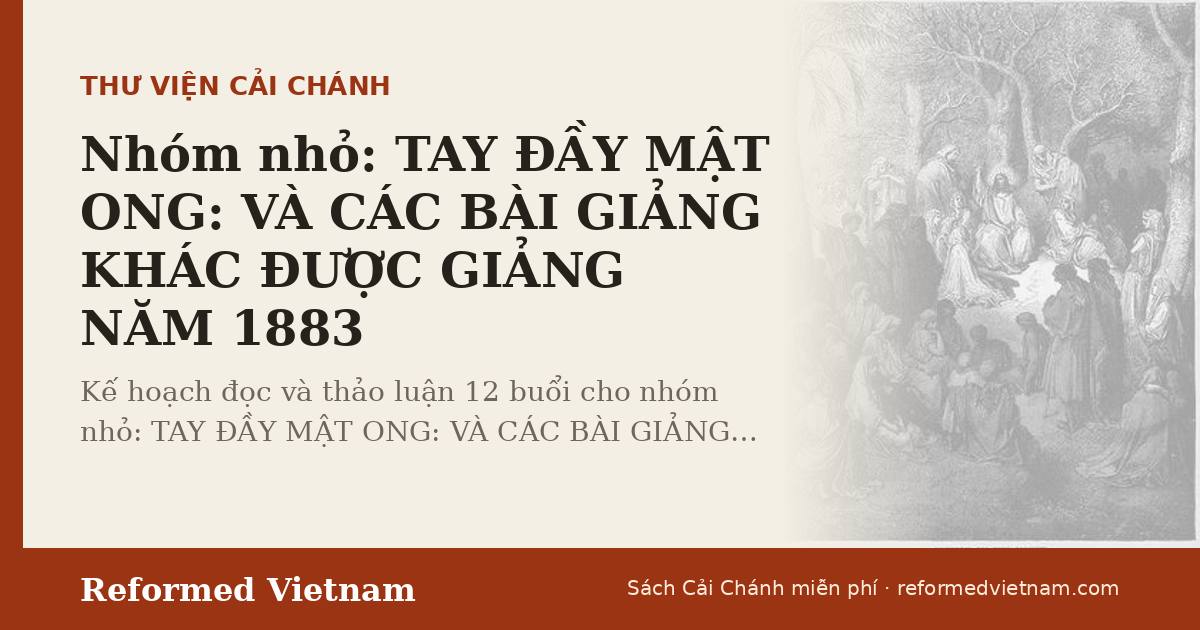 THƯ VIỆN CẢI CHÁNH
Nhóm nhỏ: TAY ĐẦY MẬT
ONG: VÀ CÁC BÀI GIẢNG
KHÁC ĐƯỢC GIẢNG
NĂM 1883
Kế hoạch đọc và thảo luận 12 buổi cho nhóm
nhỏ: TAY ĐẦY MẬT ONG: VÀ CÁC BÀI GIẢNG…
Reformed Vietnam
Sách Cải Chánh miễn phí · reformedvietnam.com